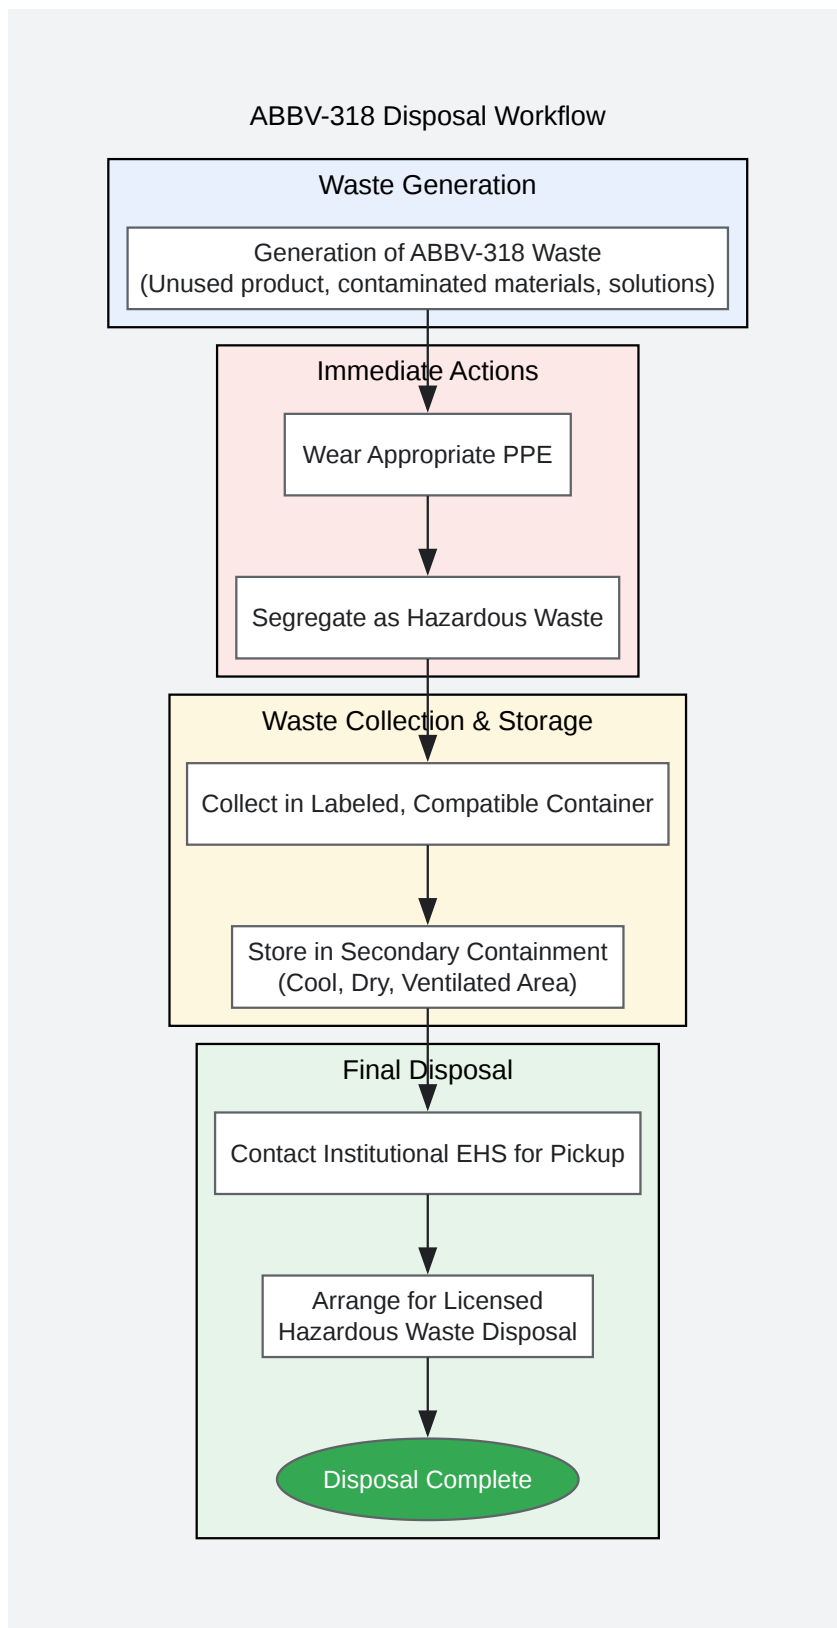 ABBV-318 Disposal Workflow
Waste Generation
Generation of ABBV-318 Waste
(Unused product, contaminated materials, solutions)
Immediate Actions
Wear Appropriate PPE
Segregate as Hazardous Waste
Waste Collection & Storage
Collect in Labeled, Compatible Container
Store in Secondary Containment
(Cool, Dry, Ventilated Area)
Final Disposal
Contact Institutional EHS for Pickup
Arrange for Licensed
Hazardous Waste Disposal
Disposal Complete